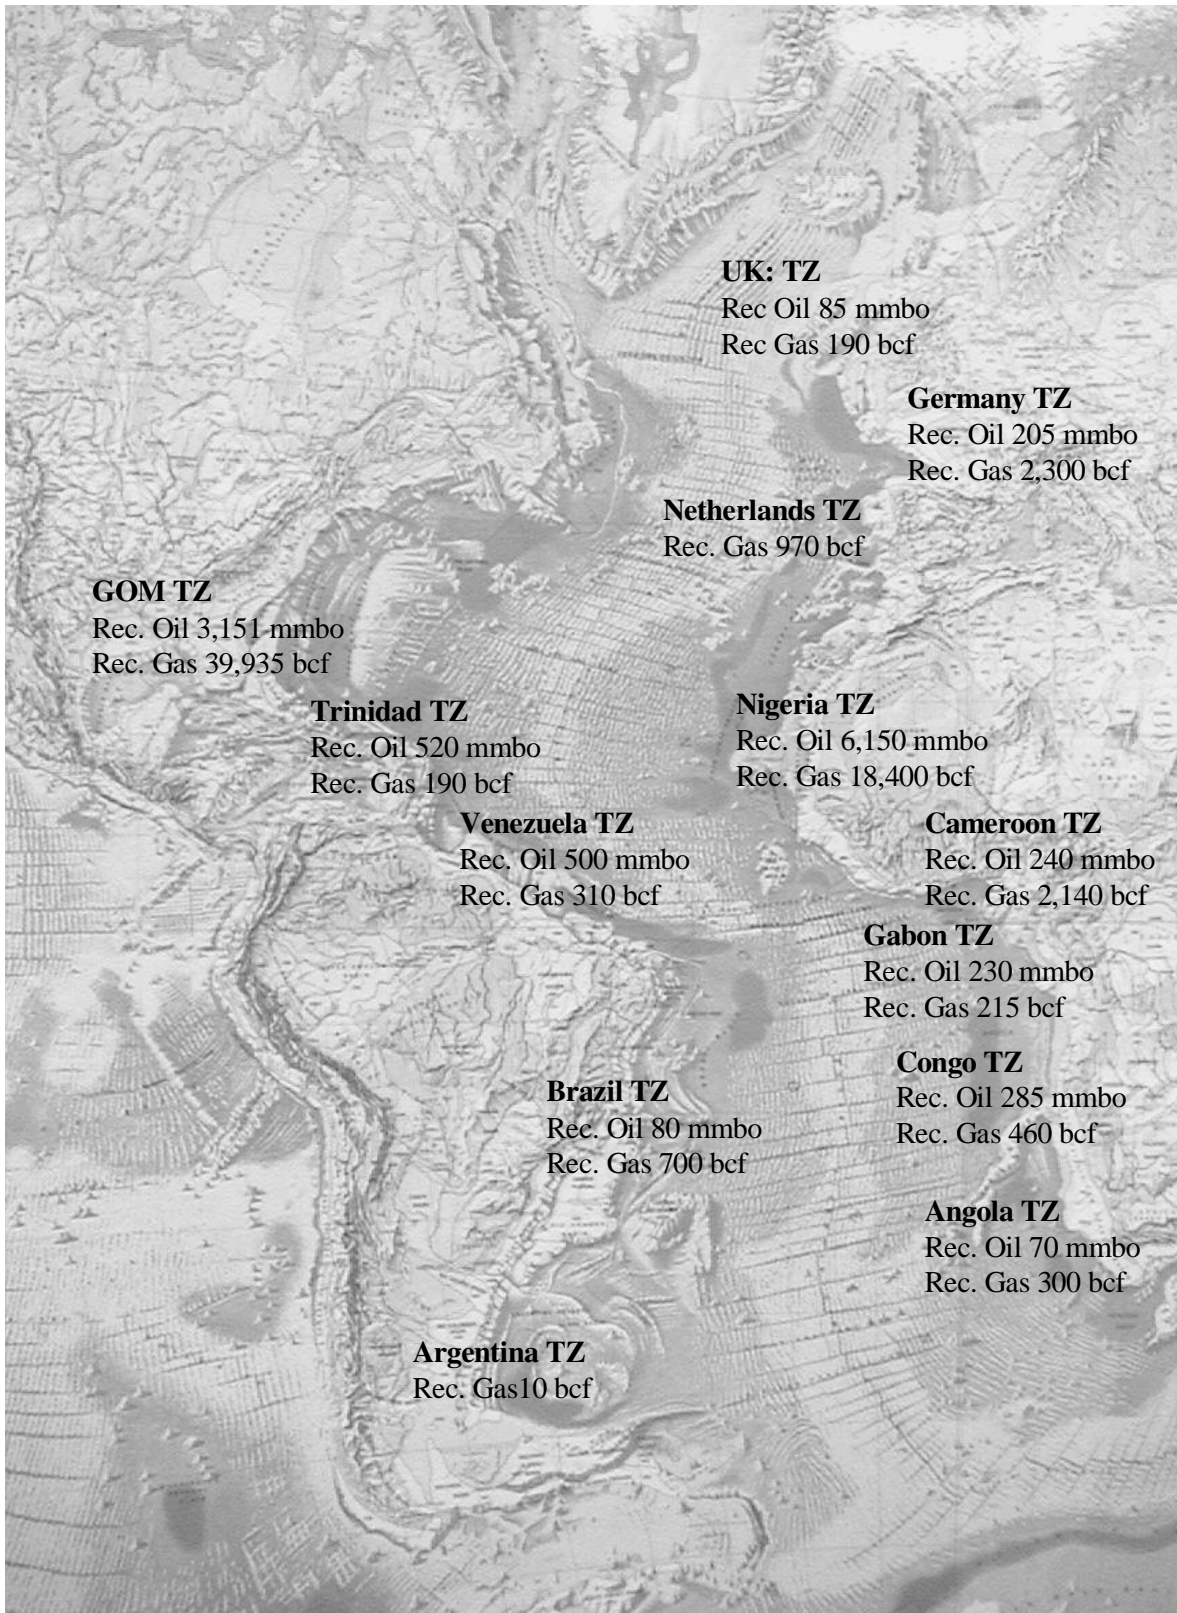 UK: TZ
Rec Oil 85 mmbo
Rec Gas 190 bcf
Germany TZ
Rec. Oil 205 mmbo
Rec. Gas 2,300 bcf
Netherlands TZ
Rec. Gas 970 bcf
GOM TZ
Rec. Oil 3,151 mmbo
Rec. Gas 39,935 bcf
Trinidad TZ
Rec. Oil 520 mmbo
Rec. Gas 190 bcf
Nigeria TZ
Rec. Oil 6,150 mmbo
Rec. Gas 18,400 bcf
Venezuela TZ
Rec. Oil 500 mmbo
Rec. Gas 310 bcf
Cameroon TZ
Rec. Oil 240 mmbo
Rec. Gas 2,140 bcf
Gabon TZ
Rec. Oil 230 mmbo
Rec. Gas 215 bcf
Congo TZ
Rec. Oil 285 mmbo
Rec. Gas 460 bcf
Brazil TZ
Rec. Oil 80 mmbo
Rec. Gas 700 bcf
Angola TZ
Rec. Oil 70 mmbo
Rec. Gas 300 bcf
Argentina TZ
Rec. Gas10 bcf